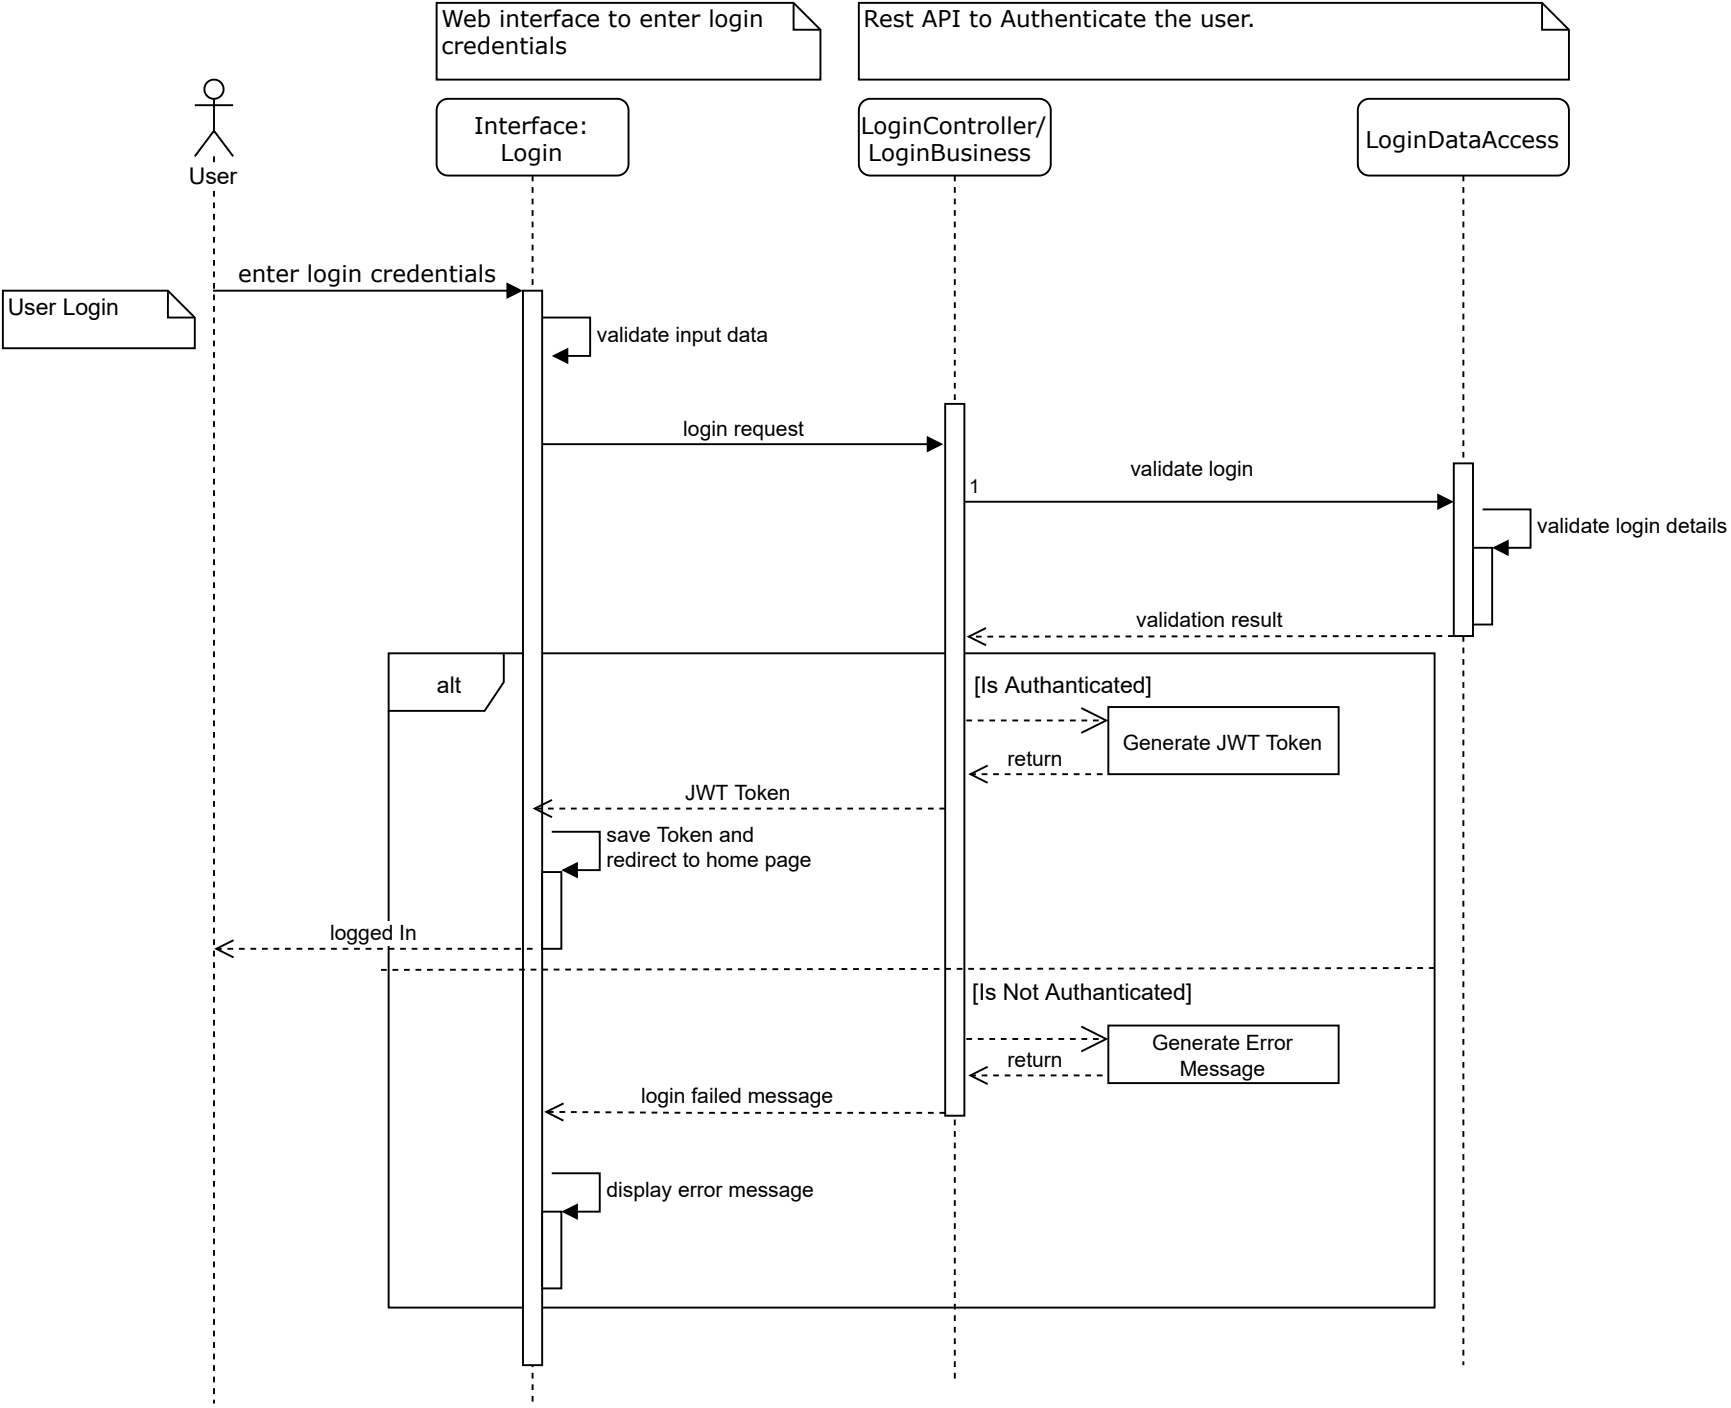 Web interface to enter login
credentials
Rest API to Authenticate the user.
User
Interface:
Login
LoginController/
LoginBusiness
LoginDataAccess
enter login credentials
User Login
validate input data
login request
validate login
1
validate login details
validation result
alt
[Is Authanticated]
Generate JWT Token
return
JWT Token
save Token and
redirect to home page
logged In
[Is Not Authanticated]
Generate Error
Message
return
login failed message
display error message